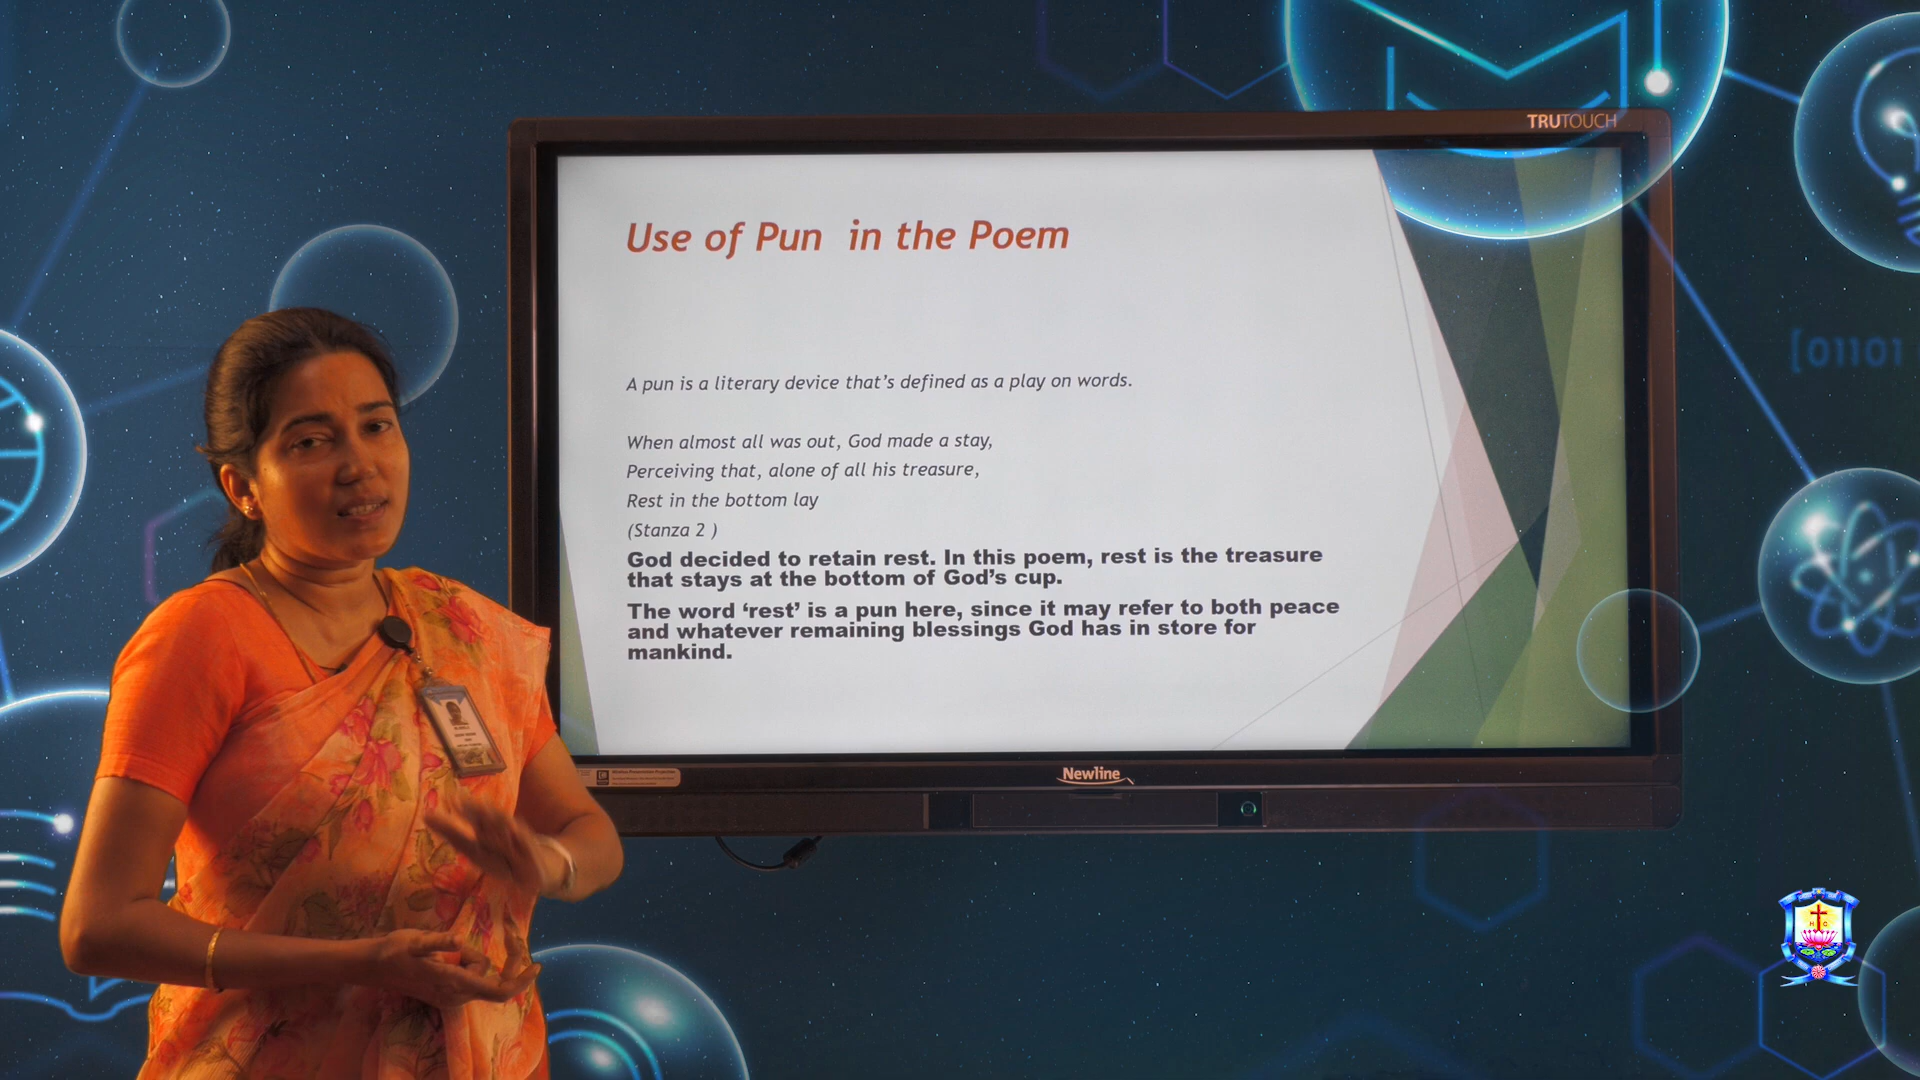 TRUTOUCH
Use of Pun in the Poem
[01101
A pun is a literary device that's defined as a play on words.
When almost all was out, God made a stay,
Perceiving that, alone of all his treasure,
Rest in the bottom lay
(Stanza 2 )
God decided to retain rest. In this poem, rest is the treasure
that stays at the bottom of God's cup.
The word ‘rest’ is a pun here, since it may refer to both peace
and whatever remaining blessings God has in store for
mankind.
Newline
H C